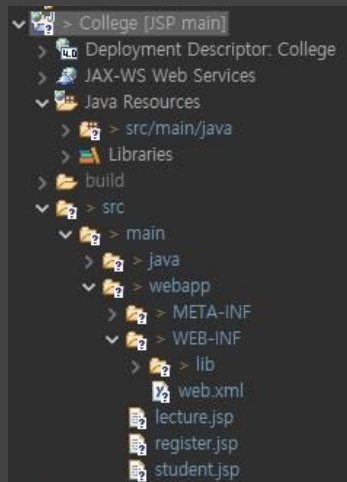 > College [JSP main]
Deployment Descriptor: College
JAX-WS Web Services
Java Resources
> src/main/java
Libraries
build
> src
> main
> java
> webapp
> META-INF
> WEB-INF
> lib
web.xml
lecture.jsp
register.jsp
student.jsp